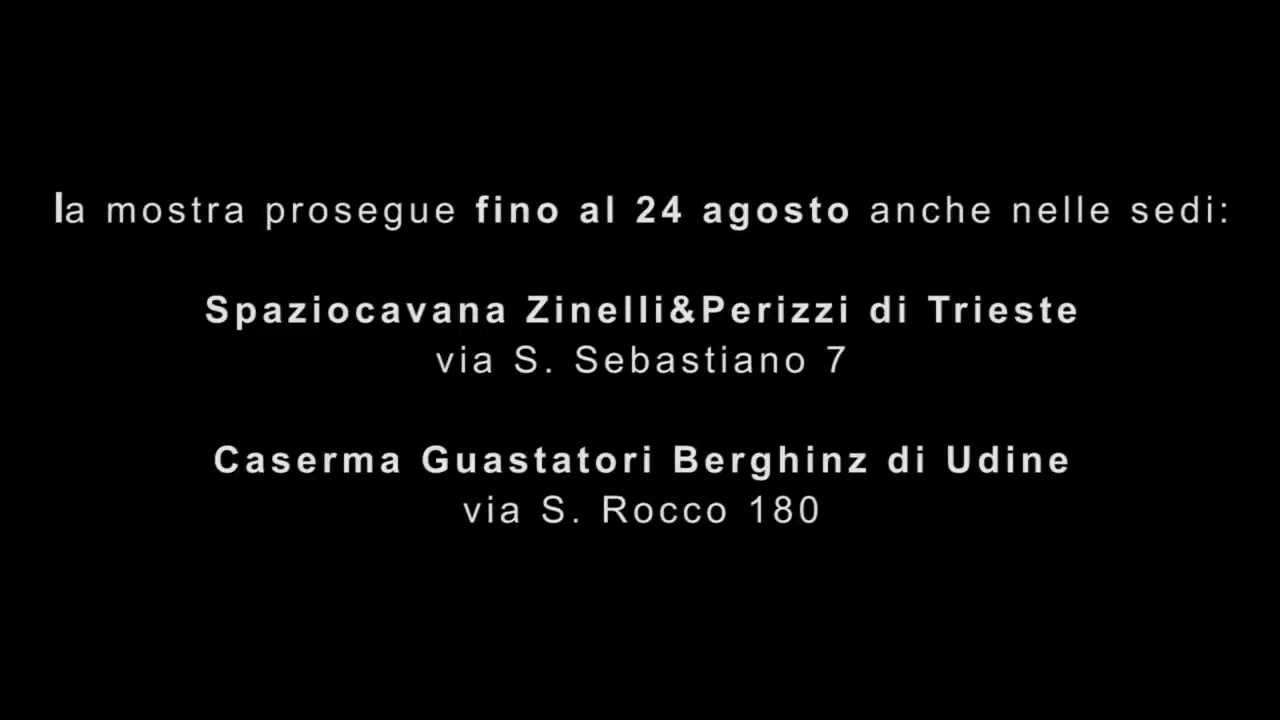 la mostra prosegue fino al 24 agosto anche nelle sedi:
Spaziocavana Zinelli&Perizzi di Trieste
via S. Sebastiano 7
Caserma Guastatori Berghinz di Udine
via S. Rocco 180